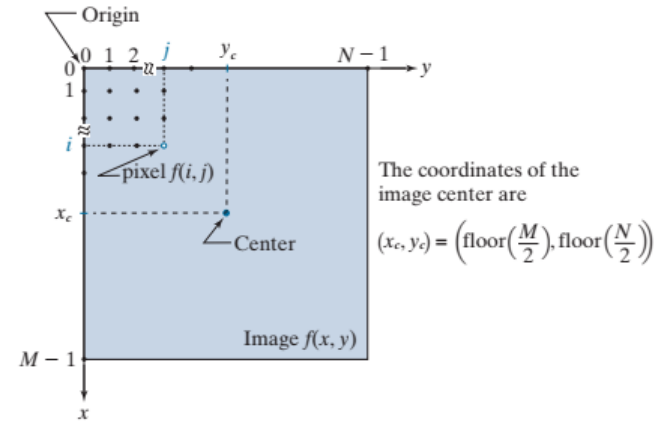 Origin
0 1 2 j y_c N − 1
0 y
1
i
pixel f(i, j)
The coordinates of the
image center are
x_c
Center
(x_c, y_c) = (floor(M/2), floor(N/2))
Image f(x, y)
M − 1
x